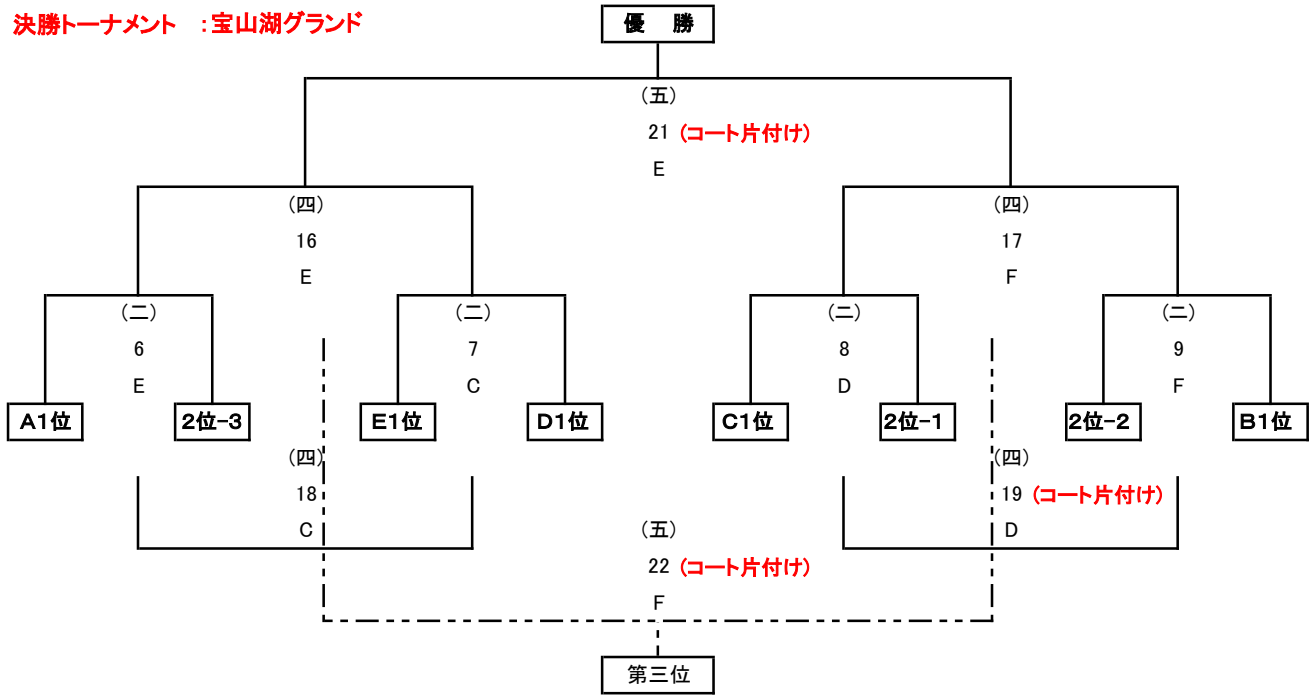 決勝トーナメント :宝山湖グランド
優 勝
(五)
21 (コート片付け)
E
(四) (四)
16 17
E F
(二) (二) (二) (二)
6 7 8 9
E C D F
A1位 2位-3 E1位 D1位 C1位 2位-1 2位-2 B1位
(四) (四)
18 19 (コート片付け)
C (五) D
22 (コート片付け)
F
第三位